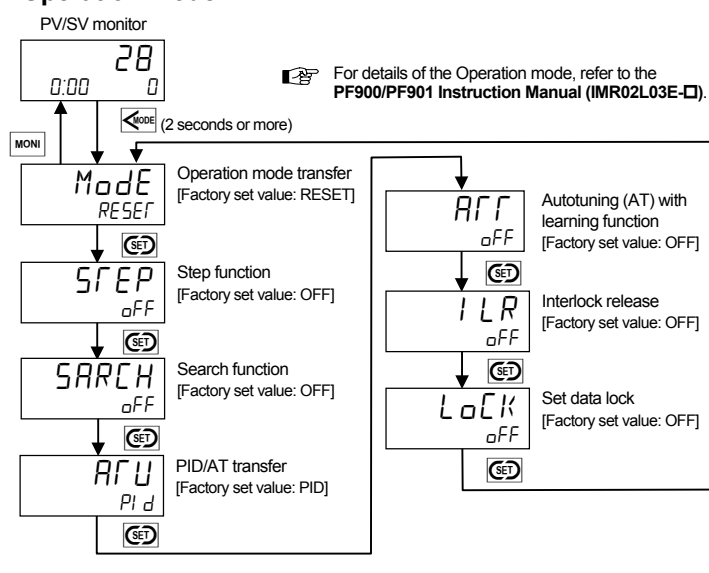 PV/SV monitor
28
0:00 0
MODE (2 seconds or more)
MONI
For details of the Operation mode, refer to the
PF900/PF901 Instruction Manual (IMR02L03E-□).
ModE
RESET
Operation mode transfer
[Factory set value: RESET]
SET
STEP
oFF
Step function
[Factory set value: OFF]
SET
SARCH
oFF
Search function
[Factory set value: OFF]
SET
ATU
PId
PID/AT transfer
[Factory set value: PID]
SET
ATT
oFF
Autotuning (AT) with
learning function
[Factory set value: OFF]
SET
ILR
oFF
Interlock release
[Factory set value: OFF]
SET
LoCK
oFF
Set data lock
[Factory set value: OFF]
SET